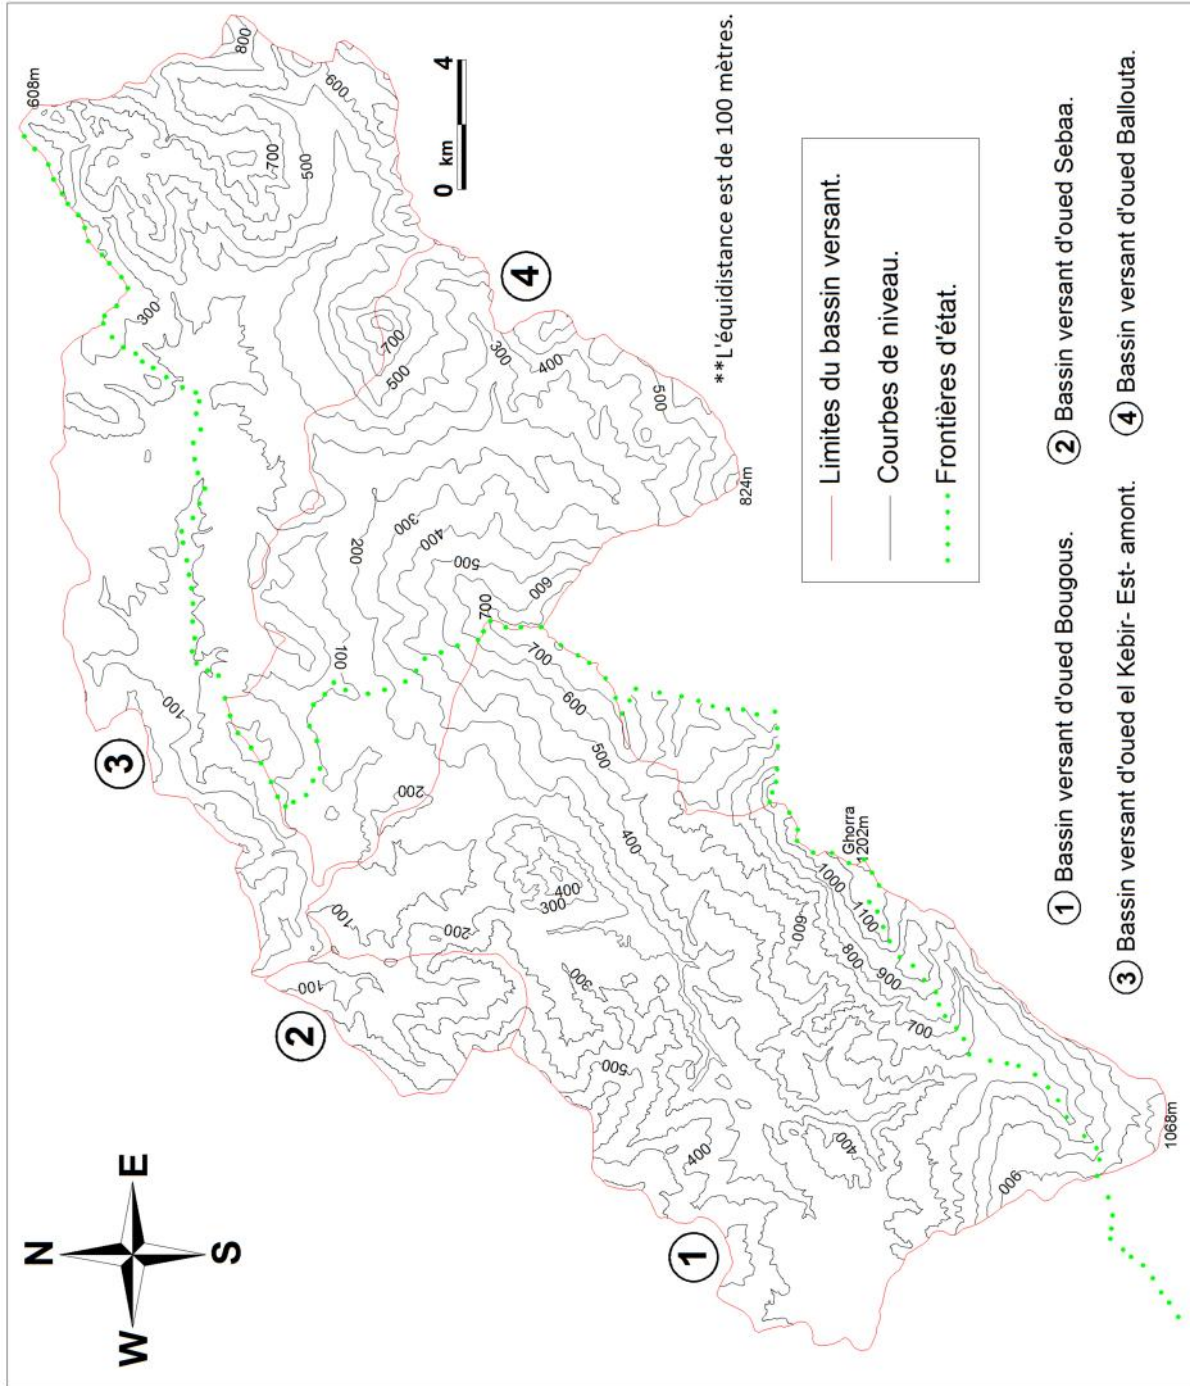 N
608m
3
W
E
300
100
100
S
800
700
2
500
600
100
100
200
700
500
300
200
400
0 km 4
200
500
700
300
4
700
600
400
300
400
600
300
500
500
400
500
1
400
**L'équidistance est de 100 mètres.
824m
600
1000
400
800
Ghorra
1202m
1100
900
700
900
1068m
Limites du bassin versant.
Courbes de niveau.
Frontières d'état.
1 Bassin versant d'oued Bougous.
2 Bassin versant d'oued Sebaa.
3 Bassin versant d'oued el Kebir- Est- amont.
4 Bassin versant d'oued Ballouta.